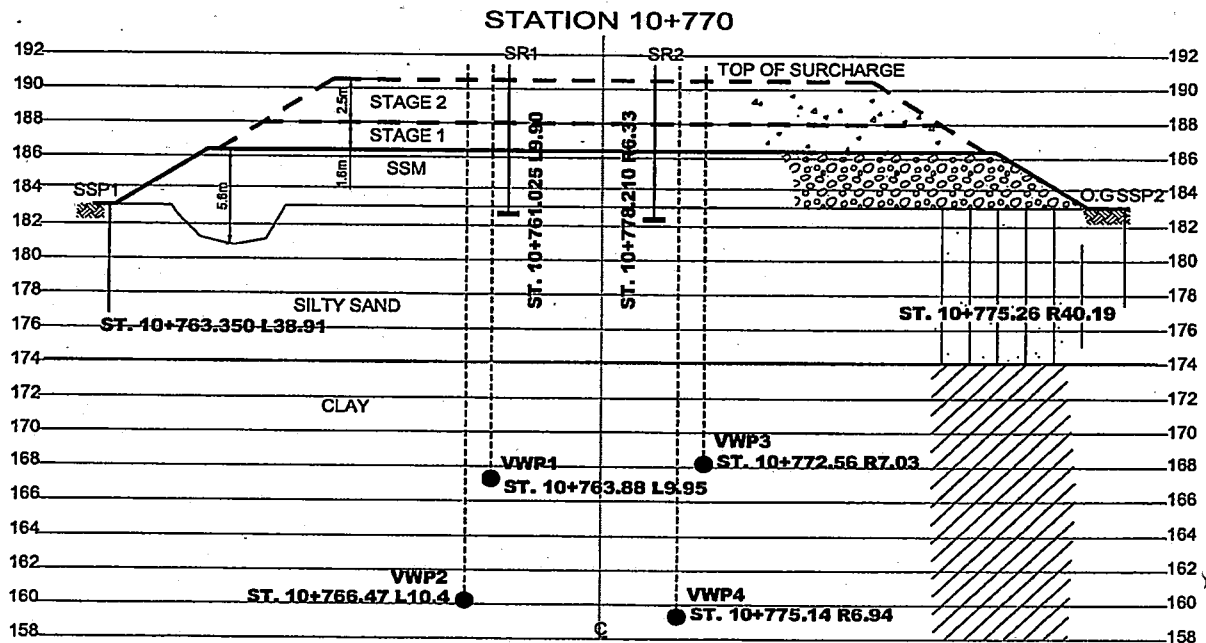 STATION 10+770
192 SR1 SR2 192
TOP OF SURCHARGE
190 190
2.5m STAGE 2
188 188
STAGE 1
186 186
1.6m SSM
5.6m
SSP1 184 184 O.GSSP2
182 182
ST. 10+761.025 L9.90
ST. 10+778.210 R6.33
180 180
178 178
SILTY SAND
ST. 10+763.350 L38.91 ST. 10+775.26 R40.19
176 176
174 174
172 172
CLAY
170 170
VWP3
168 ST. 10+772.56 R7.03 168
VWP1
ST. 10+763.88 L9.95
166 166
164 164
162 162
VWP2
ST. 10+766.47 L10.4
160 160
VWP4
ST. 10+775.14 R6.94
158 ℄ 158